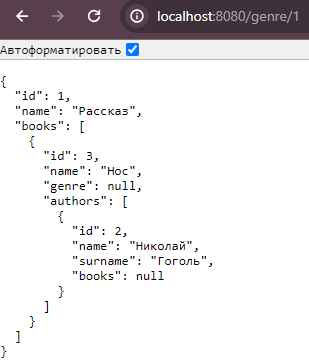 localhost:8080/genre/1
Автоформатировать
{
  "id": 1,
  "name": "Рассказ",
  "books": [
    {
      "id": 3,
      "name": "Нос",
      "genre": null,
      "authors": [
        {
          "id": 2,
          "name": "Николай",
          "surname": "Гоголь",
          "books": null
        }
      ]
    }
  ]
}